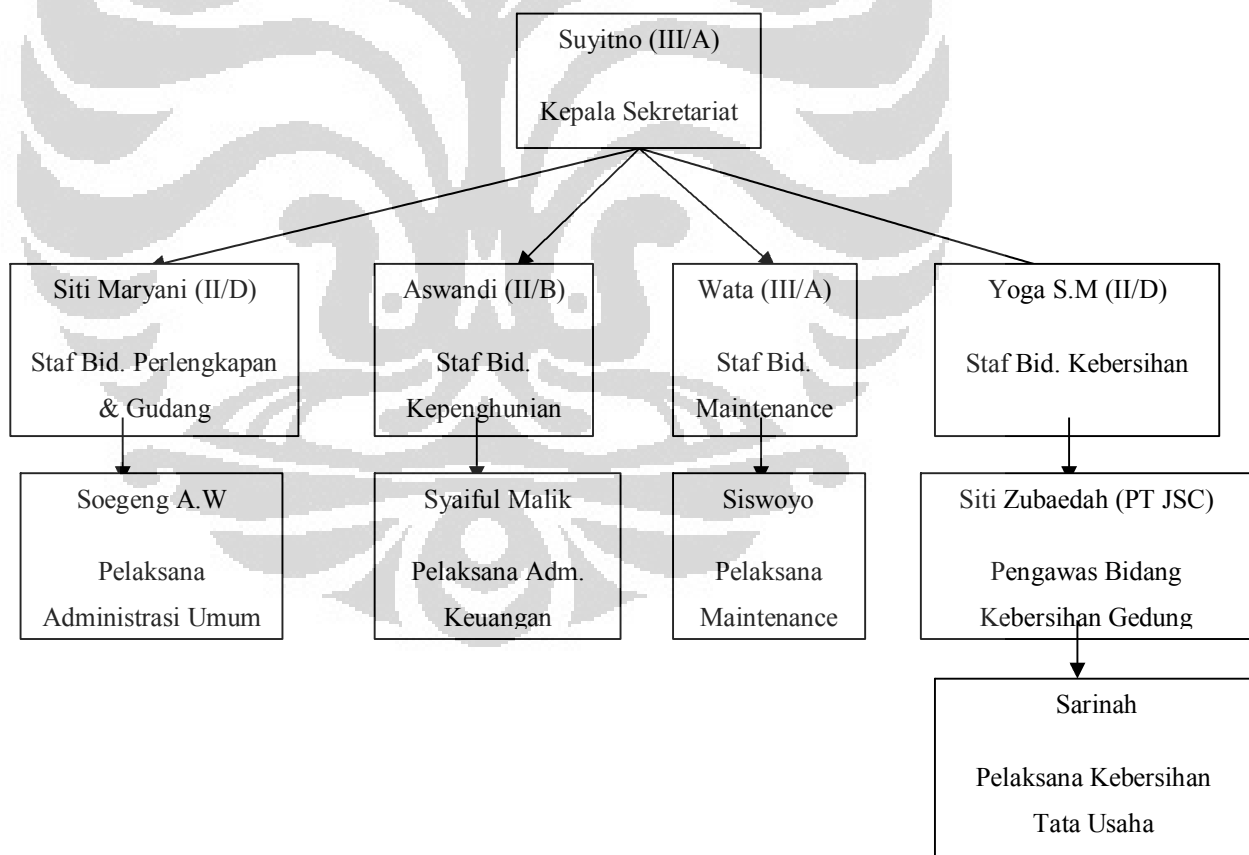 Suyitno (III/A)
Kepala Sekretariat
Siti Maryani (II/D)
Staf Bid. Perlengkapan
& Gudang
Aswandi (II/B)
Staf Bid.
Kepenghunian
Wata (III/A)
Staf Bid.
Maintenance
Yoga S.M (II/D)
Staf Bid. Kebersihan
Soegeng A.W
Pelaksana
Administrasi Umum
Syaiful Malik
Pelaksana Adm.
Keuangan
Siswoyo
Pelaksana
Maintenance
Siti Zubaedah (PT JSC)
Pengawas Bidang
Kebersihan Gedung
Sarinah
Pelaksana Kebersihan
Tata Usaha